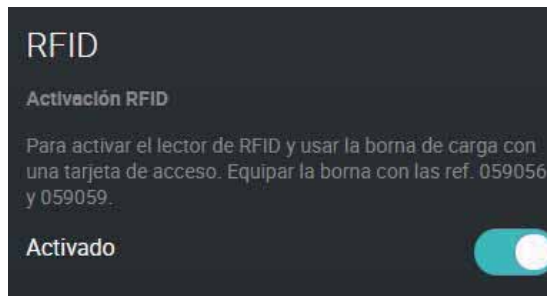 RFID
Activación RFID
Para activar el lector de RFID y usar la borna de carga con
una tarjeta de acceso. Equipar la borna con las ref. 059056
y 059059.
Activado